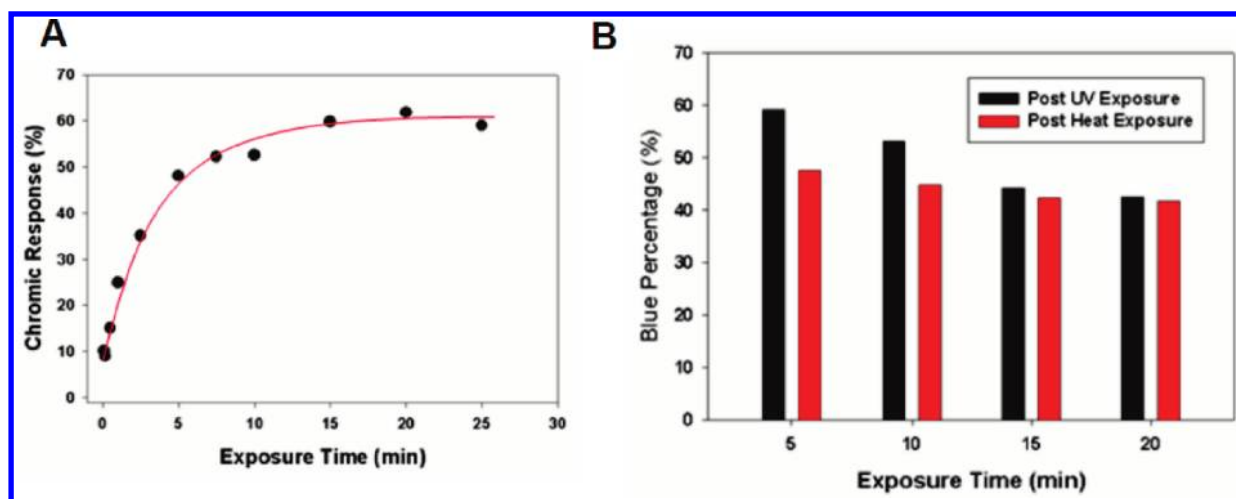 A
Chromic Response (%)
70
60
50
40
30
20
10
0
0 5 10 15 20 25 30
Exposure Time (min)
B
Blue Percentage (%)
70
60
50
40
30
20
10
0
Post UV Exposure
Post Heat Exposure
5 10 15 20
Exposure Time (min)